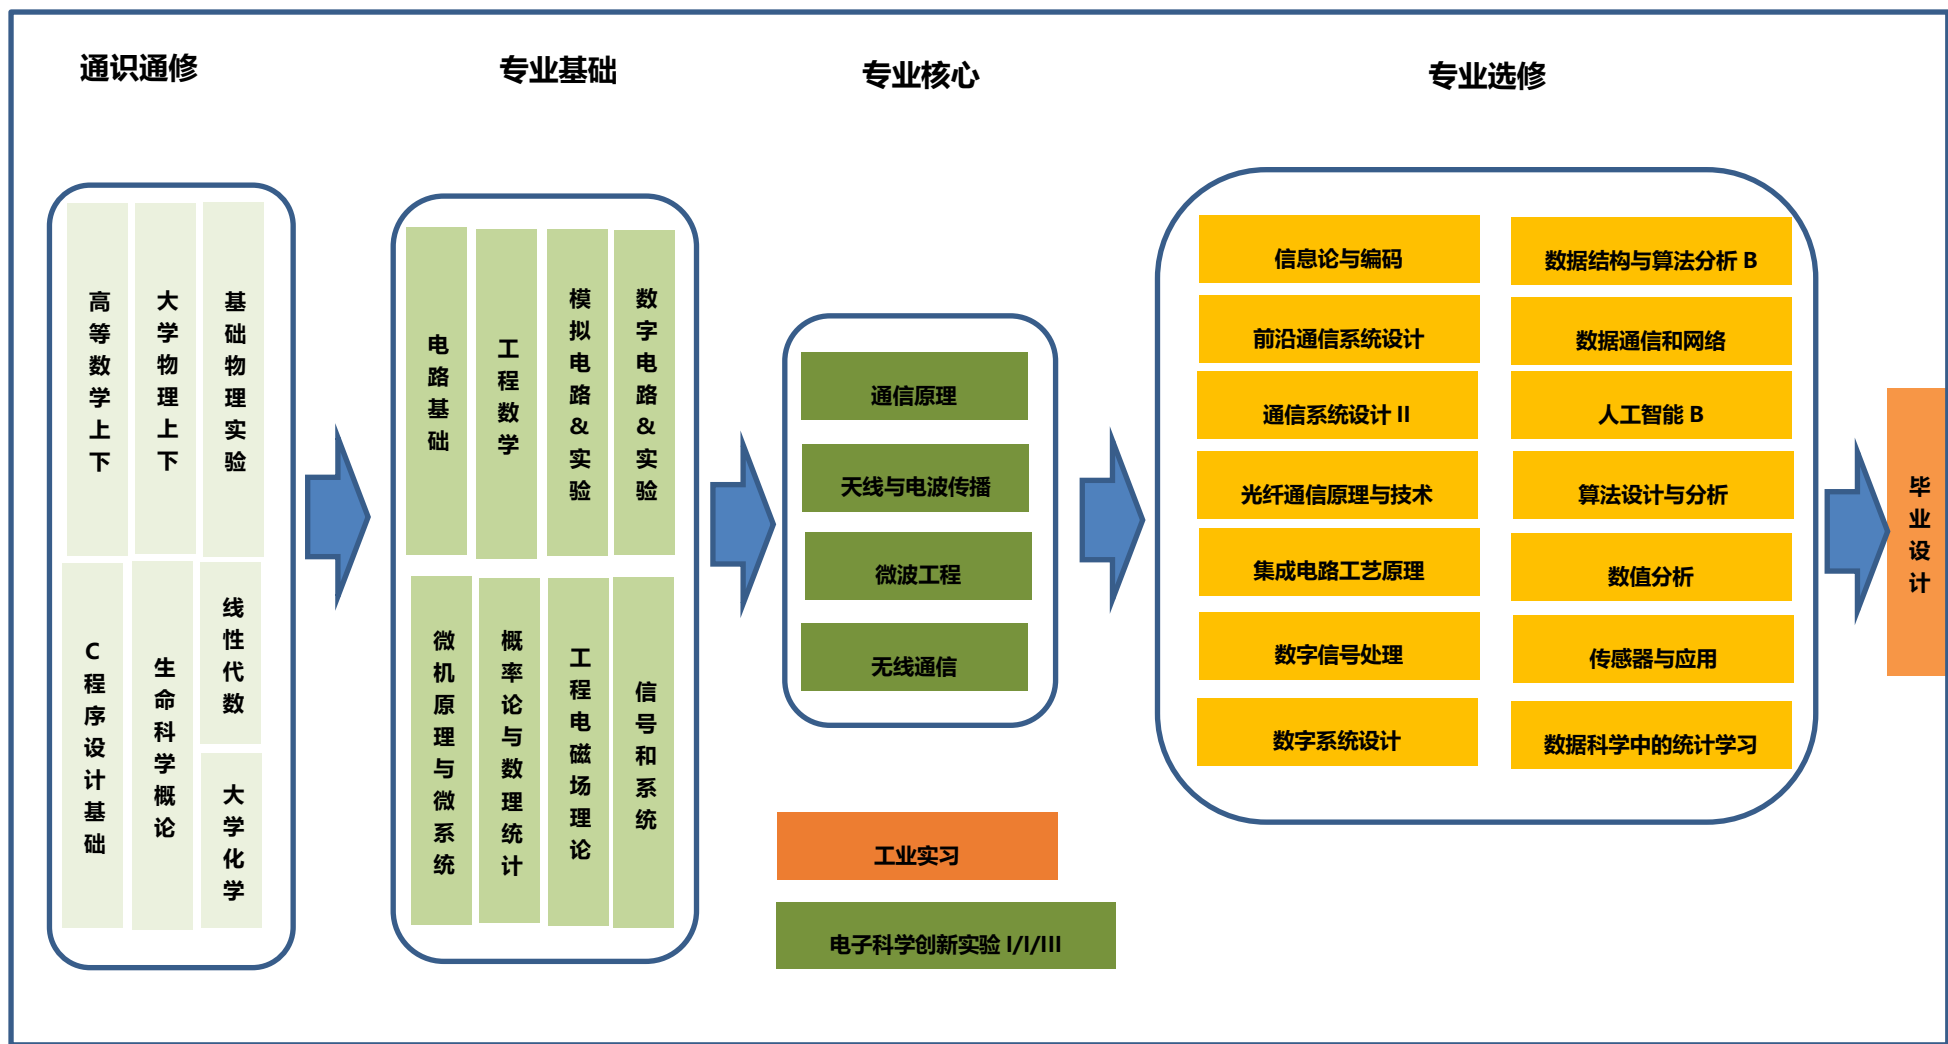 通识通修
专业基础
专业核心
专业选修
高等数学上下
大学物理上下
基础物理实验
C程序设计基础
生命科学概论
线性代数
大学化学
电路基础
工程数学
模拟电路&实验
数字电路&实验
微机原理与微系统
概率论与数理统计
工程电磁场理论
信号和系统
通信原理
天线与电波传播
微波工程
无线通信
工业实习
电子科学创新实验 I/I/III
信息论与编码
数据结构与算法分析 B
前沿通信系统设计
数据通信和网络
通信系统设计 II
人工智能 B
光纤通信原理与技术
算法设计与分析
集成电路工艺原理
数值分析
数字信号处理
传感器与应用
数字系统设计
数据科学中的统计学习
毕业设计